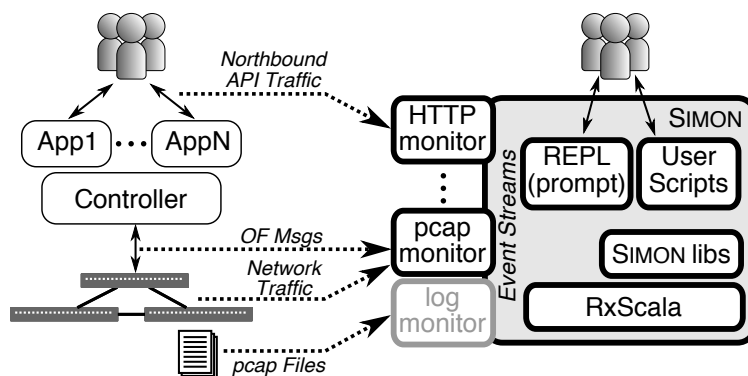 Northbound
API Traffic
App1 ••• AppN
Controller
OF Msgs
Network
Traffic
pcap Files
HTTP
monitor
pcap
monitor
log
monitor
Event Streams
SIMON
REPL
(prompt)
User
Scripts
SIMON libs
RxScala